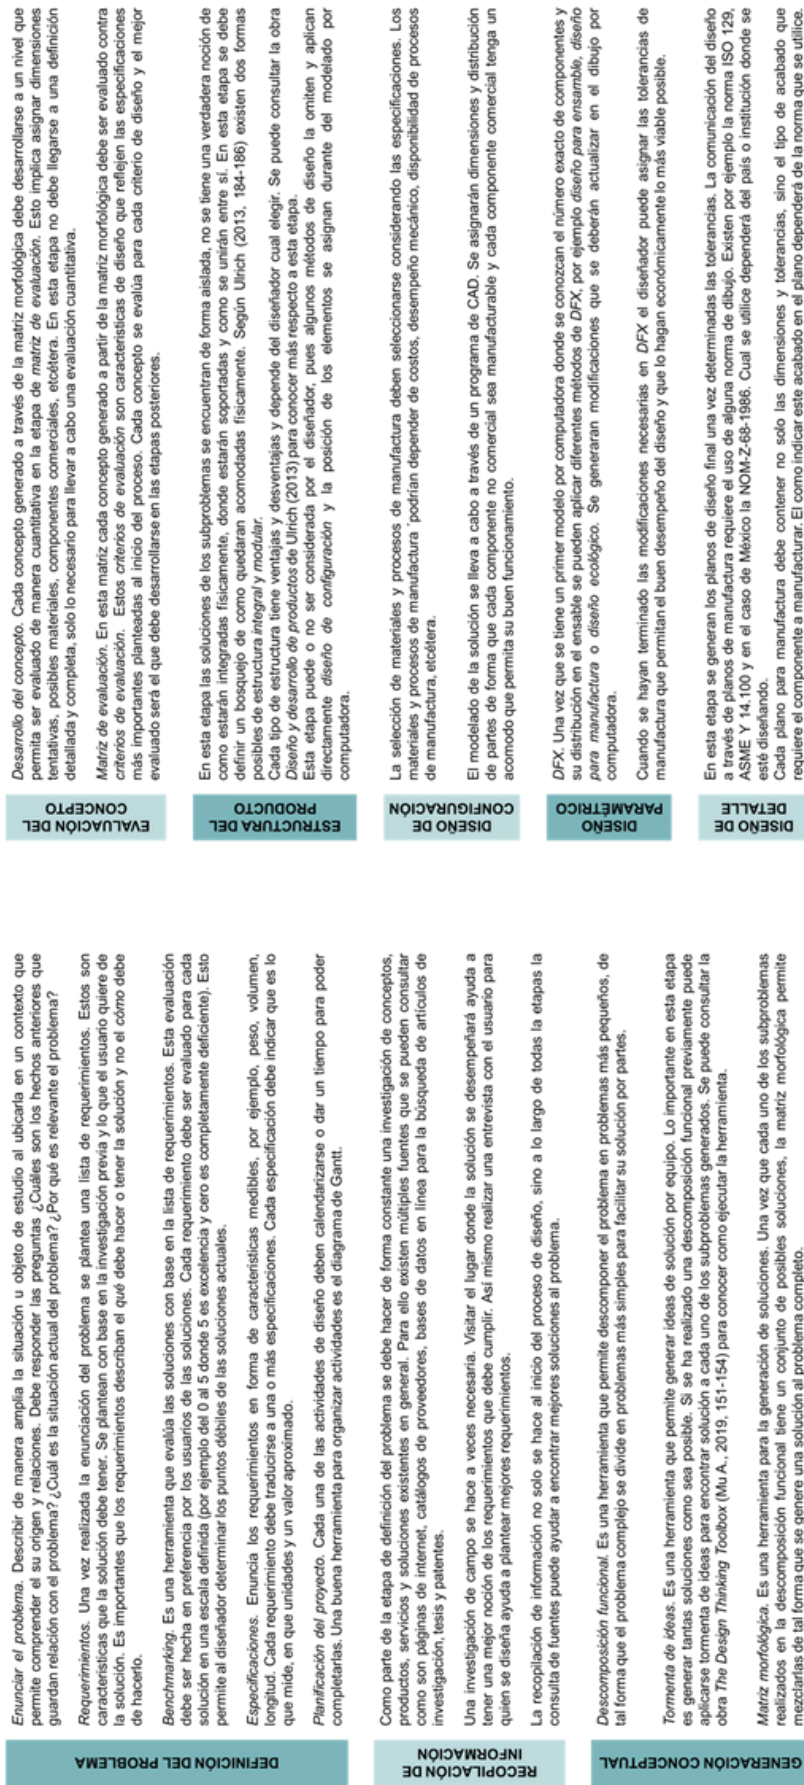 DEFINICIÓN DEL PROBLEMA
Enunciar el problema. Describir de manera amplia la situación u objeto de estudio al ubicarla en un contexto que
permite comprender el su origen y relaciones. Debe responder las preguntas ¿Cuáles son los hechos anteriores que
guardan relación con el problema? ¿Cuál es la situación actual del problema? ¿Por qué es relevante el problema?
Requerimientos. Una vez realizada la enunciación del problema se plantea una lista de requerimientos. Estos son
características que la solución debe tener. Se plantean con base en la investigación previa y lo que el usuario quiere de
la solución. Es importantes que los requerimientos describan el qué debe hacer o tener la solución y no el cómo debe
de hacerlo.
Benchmarking. Es una herramienta que evalúa las soluciones con base en la lista de requerimientos. Esta evaluación
debe ser hecha en preferencia por los usuarios de las soluciones. Cada requerimiento debe ser evaluado para cada
solución en una escala definida (por ejemplo del 0 al 5 donde 5 es excelencia y cero es completamente deficiente). Esto
permite al diseñador determinar los puntos débiles de las soluciones actuales.
Especificaciones. Enuncia los requerimientos en forma de características medibles, por ejemplo, peso, volumen,
longitud. Cada requerimiento debe traducirse a una o más especificaciones. Cada especificación debe indicar que es lo
que mide, en que unidades y un valor aproximado.
Planificación del proyecto. Cada una de las actividades de diseño deben calendarizarse o dar un tiempo para poder
completarlas. Una buena herramienta para organizar actividades es el diagrama de Gantt.
RECOPILACIÓN DE
INFORMACIÓN
Como parte de la etapa de definición del problema se debe hacer de forma constante una investigación de conceptos,
productos, servicios y soluciones existentes en general. Para ello existen múltiples fuentes que se pueden consultar
como son páginas de internet, catálogos de proveedores, bases de datos en línea para la búsqueda de artículos de
investigación, tesis y patentes.
Una investigación de campo se hace a veces necesaria. Visitar el lugar donde la solución se desempeñará ayuda a
tener una mejor noción de los requerimientos que debe cumplir. Así mismo realizar una entrevista con el usuario para
quien se diseña ayuda a plantear mejores requerimientos.
La recopilación de información no solo se hace al inicio del proceso de diseño, sino a lo largo de todas la etapas la
consulta de fuentes puede ayudar a encontrar mejores soluciones al problema.
GENERACIÓN CONCEPTUAL
Descomposición funcional. Es una herramienta que permite descomponer el problema en problemas más pequeños, de
tal forma que el problema complejo se divide en problemas más simples para facilitar su solución por partes.
Tormenta de ideas. Es una herramienta que permite generar ideas de solución por equipo. Lo importante en esta etapa
es generar tantas soluciones como sea posible. Si se ha realizado una descomposición funcional previamente puede
aplicarse tormenta de ideas para encontrar solución a cada uno de los subproblemas generados. Se puede consultar la
obra The Design Thinking Toolbox (Mu A., 2019, 151-154) para conocer como ejecutar la herramienta.
Matriz morfológica. Es una herramienta para la generación de soluciones. Una vez que cada uno de los subproblemas
realizados en la descomposición funcional tiene un conjunto de posibles soluciones, la matriz morfológica permite
mezclarlas de tal forma que se genere una solución al problema completo.
EVALUACIÓN DEL
CONCEPTO
Desarrollo del concepto. Cada concepto generado a través de la matriz morfológica debe desarrollarse a un nivel que
permita ser evaluado de manera cuantitativa en la etapa de matriz de evaluación. Esto implica asignar dimensiones
tentativas, posibles materiales, componentes comerciales, etcétera. En esta etapa no debe llegarse a una definición
detallada y completa, solo lo necesario para llevar a cabo una evaluación cuantitativa.
Matriz de evaluación. En esta matriz cada concepto generado a partir de la matriz morfológica debe ser evaluado contra
criterios de evaluación. Estos criterios de evaluación son características de diseño que reflejen las especificaciones
más importantes planteadas al inicio del proceso. Cada concepto se evalúa para cada criterio de diseño y el mejor
evaluado será el que debe desarrollarse en las etapas posteriores.
ESTRUCTURA DEL
PRODUCTO
En esta etapa las soluciones de los subproblemas se encuentran de forma aislada, no se tiene una verdadera noción de
como estarán integradas físicamente, donde estarán soportadas y como se unirán entre sí. En esta etapa se debe
definir un bosquejo de como quedaran acomodadas físicamente. Según Ulrich (2013, 184-186) existen dos formas
posibles de estructura integral y modular.
Cada tipo de estructura tiene ventajas y desventajas y depende del diseñador cual elegir. Se puede consultar la obra
Diseño y desarrollo de productos de Ulrich (2013) para conocer más respecto a esta etapa.
Esta etapa puede o no ser considerada por el diseñador, pues algunos métodos de diseño la omiten y aplican
directamente diseño de configuración y la posición de los elementos se asignan durante del modelado por
computadora.
DISEÑO DE
CONFIGURACIÓN
La selección de materiales y procesos de manufactura deben seleccionarse considerando las especificaciones. Los
materiales y procesos de manufactura ´podrían depender de costos, desempeño mecánico, disponibilidad de procesos
de manufactura, etcétera.
El modelado de la solución se lleva a cabo a través de un programa de CAD. Se asignarán dimensiones y distribución
de partes de forma que cada componente no comercial sea manufacturable y cada componente comercial tenga un
acomodo que permita su buen funcionamiento.
DISEÑO
PARAMÉTRICO
DFX. Una vez que se tiene un primer modelo por computadora donde se conozcan el número exacto de componentes y
su distribución en el ensable se pueden aplicar diferentes métodos de DFX, por ejemplo diseño para ensamble, diseño
para manufactura o diseño ecológico. Se generaran modificaciones que se deberán actualizar en el dibujo por
computadora.
Cuando se hayan terminado las modificaciones necesarias en DFX el diseñador puede asignar las tolerancias de
manufactura que permitan el buen desempeño del diseño y que lo hagan económicamente lo más viable posible.
DISEÑO DE
DETALLE
En esta etapa se generan los planos de diseño final una vez determinadas las tolerancias. La comunicación del diseño
a través de planos de manufactura requiere el uso de alguna norma de dibujo. Existen por ejemplo la norma ISO 129,
ASME Y 14.100 y en el caso de México la NOM-Z-68-1986. Cual se utilice dependerá del país o institución donde se
esté diseñando.
Cada plano para manufactura debe contener no solo las dimensiones y tolerancias, sino el tipo de acabado que
requiere el componente a manufacturar. El como indicar este acabado en el plano dependerá de la norma que se utilice.